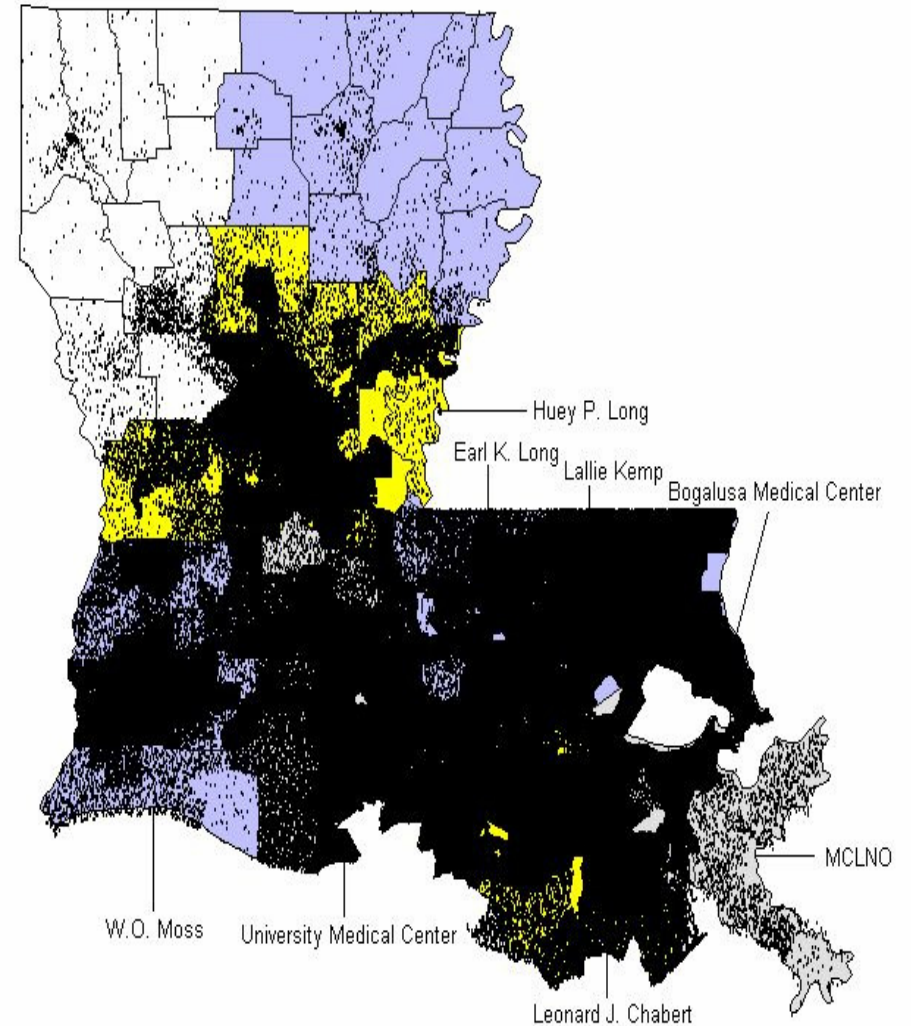 Huey P. Long
Earl K. Long
Lallie Kemp
Bogalusa Medical Center
MCLNO
W.O. Moss
University Medical Center
Leonard J. Chabert